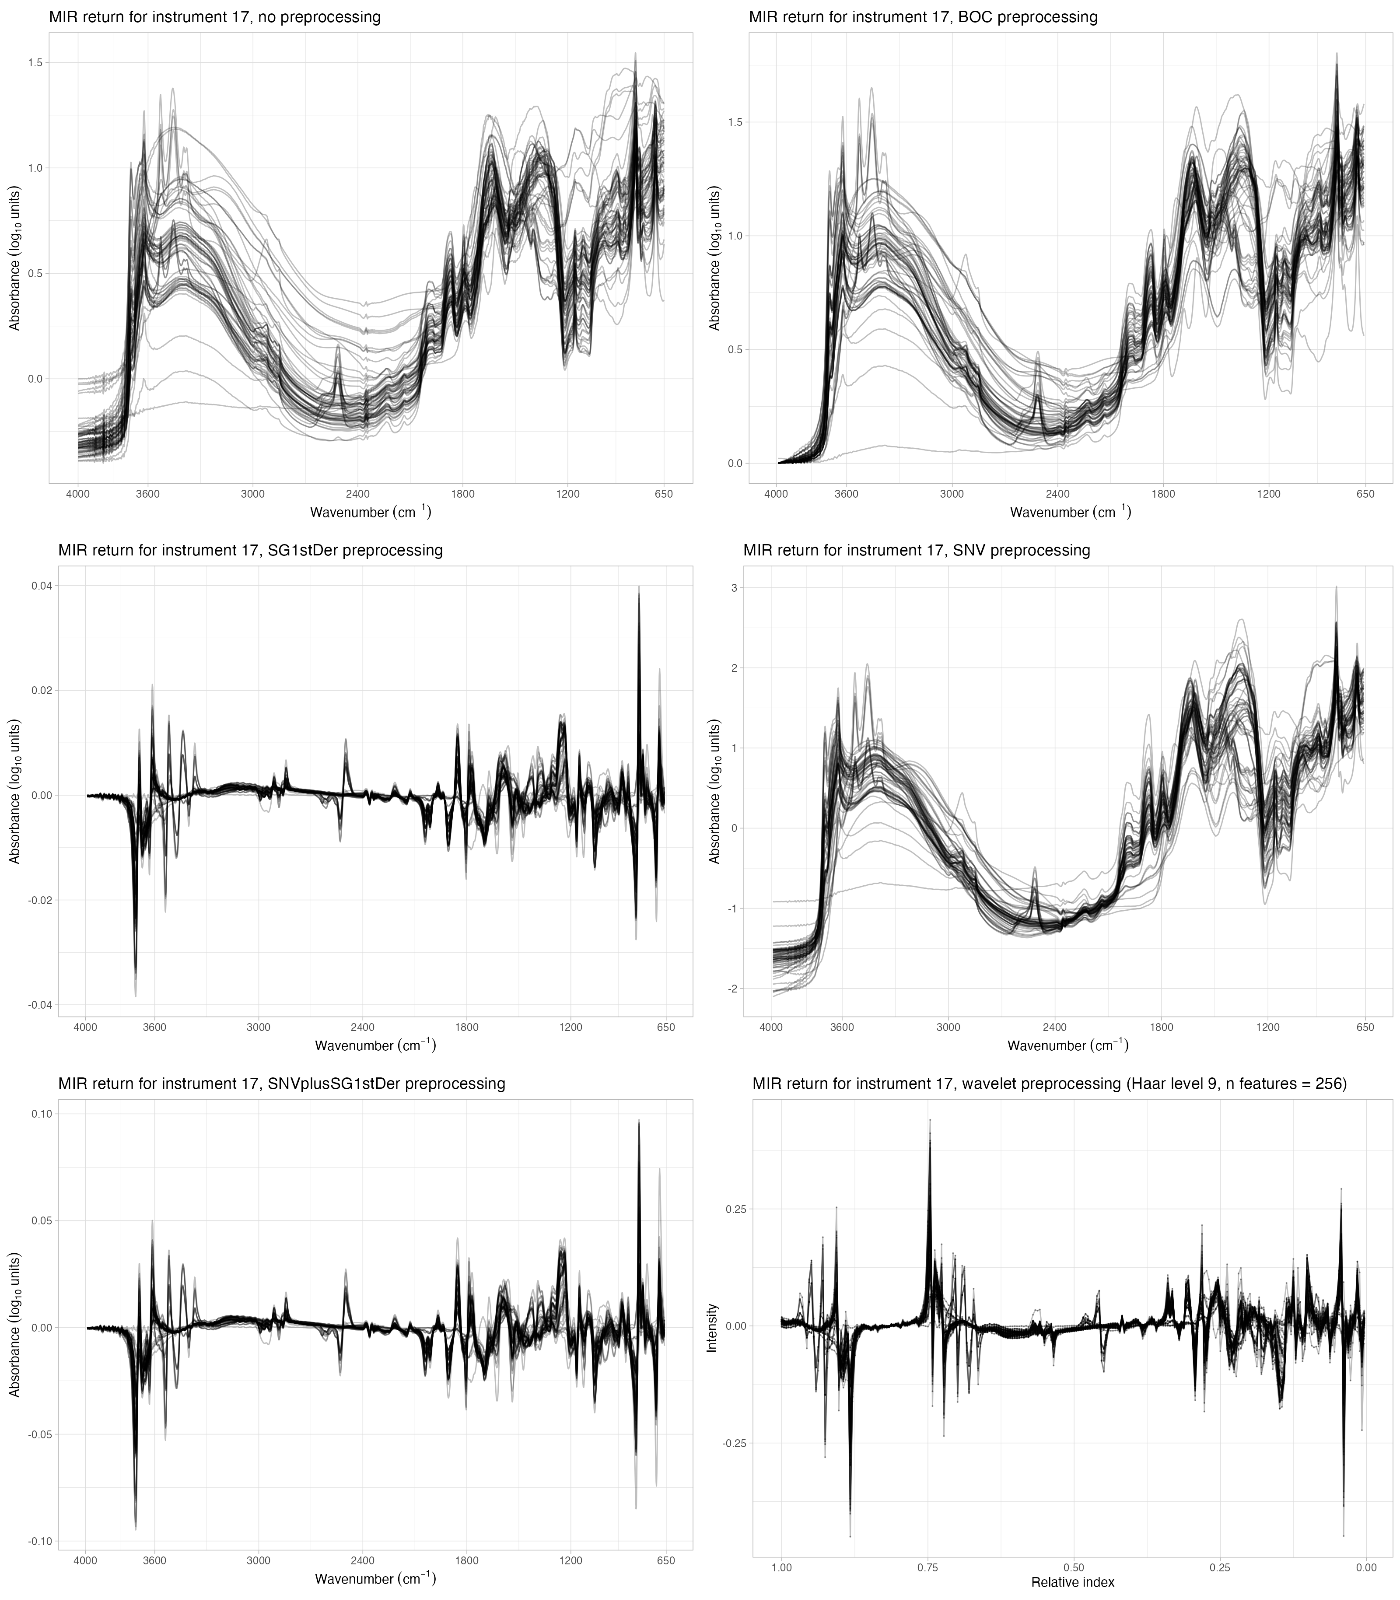 MIR return for instrument 17, no preprocessing
Absorbance (log10 units)
1.5
1.0
0.5
0.0
4000 3600 3000 2400 1800 1200 650
Wavenumber (cm −1)
MIR return for instrument 17, BOC preprocessing
Absorbance (log10 units)
1.5
1.0
0.5
0.0
4000 3600 3000 2400 1800 1200 650
Wavenumber (cm −1)
MIR return for instrument 17, SG1stDer preprocessing
Absorbance (log10 units)
0.04
0.02
0.00
-0.02
-0.04
4000 3600 3000 2400 1800 1200 650
Wavenumber (cm−1)
MIR return for instrument 17, SNV preprocessing
Absorbance (log10 units)
3
2
1
0
-1
-2
4000 3600 3000 2400 1800 1200 650
Wavenumber (cm−1)
MIR return for instrument 17, SNVplusSG1stDer preprocessing
Absorbance (log10 units)
0.10
0.05
0.00
-0.05
-0.10
4000 3600 3000 2400 1800 1200 650
Wavenumber (cm−1)
MIR return for instrument 17, wavelet preprocessing (Haar level 9, n features = 256)
Intensity
0.25
0.00
-0.25
1.00 0.75 0.50 0.25 0.00
Relative index